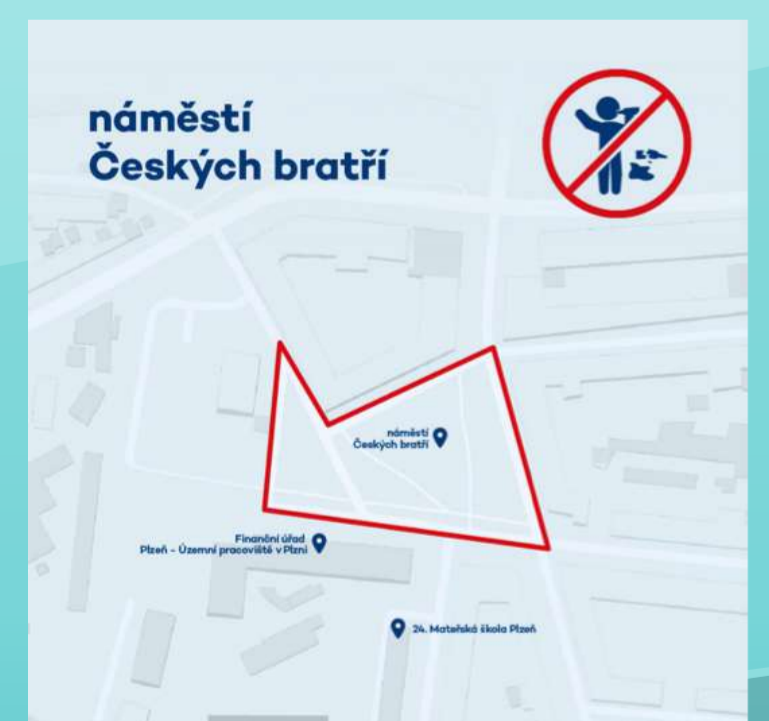 náměstí
Českých bratří
náměstí
Českých bratří
Finanční úřad
Plzeň - Územní pracoviště v Plzni
24. Mateřská škola Plzeň